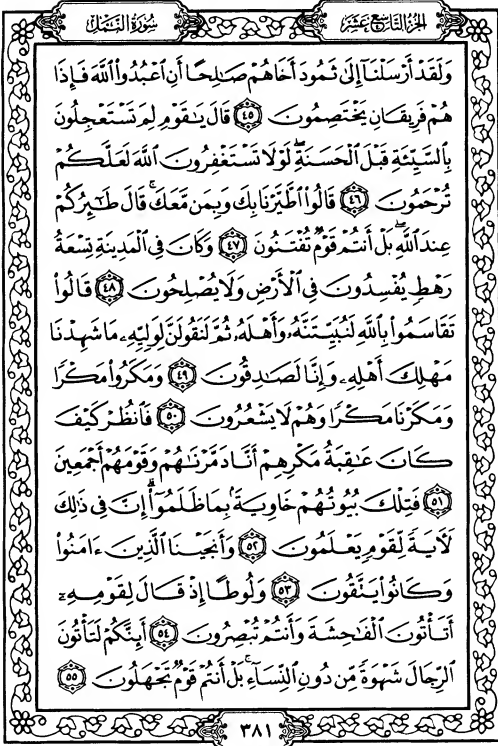 الجزء التاسع عشر
سورة النمل
وَلَقَدْ أَرْسَلْنَآ إِلَىٰ ثَمُودَ أَخَاهُمْ صَٰلِحًا أَنِ ٱعْبُدُوا۟ ٱللَّهَ فَإِذَا
هُمْ فَرِيقَانِ يَخْتَصِمُونَ ٤٥ قَالَ يَٰقَوْمِ لِمَ تَسْتَعْجِلُونَ
بِٱلسَّيِّئَةِ قَبْلَ ٱلْحَسَنَةِ ۖ لَوْلَا تَسْتَغْفِرُونَ ٱللَّهَ لَعَلَّكُمْ
تُرْحَمُونَ ٤٦ قَالُوا۟ ٱطَّيَّرْنَا بِكَ وَبِمَن مَّعَكَ ۚ قَالَ طَٰٓئِرُكُمْ
عِندَ ٱللَّهِ ۖ بَلْ أَنتُمْ قَوْمٌ تُفْتَنُونَ ٤٧ وَكَانَ فِى ٱلْمَدِينَةِ تِسْعَةُ
رَهْطٍ يُفْسِدُونَ فِى ٱلْأَرْضِ وَلَا يُصْلِحُونَ ٤٨ قَالُوا۟
تَقَاسَمُوا۟ بِٱللَّهِ لَنُبَيِّتَنَّهُۥ وَأَهْلَهُۥ ثُمَّ لَنَقُولَنَّ لِوَلِيِّهِۦ مَا شَهِدْنَا
مَهْلِكَ أَهْلِهِۦ وَإِنَّا لَصَٰدِقُونَ ٤٩ وَمَكَرُوا۟ مَكْرًا
وَمَكَرْنَا مَكْرًا وَهُمْ لَا يَشْعُرُونَ ٥٠ فَٱنظُرْ كَيْفَ
كَانَ عَٰقِبَةُ مَكْرِهِمْ أَنَّا دَمَّرْنَٰهُمْ وَقَوْمَهُمْ أَجْمَعِينَ
٥١ فَتِلْكَ بُيُوتُهُمْ خَاوِيَةًۢ بِمَا ظَلَمُوٓا۟ ۗ إِنَّ فِى ذَٰلِكَ
لَءَايَةً لِّقَوْمٍ يَعْلَمُونَ ٥٢ وَأَنجَيْنَا ٱلَّذِينَ ءَامَنُوا۟
وَكَانُوا۟ يَتَّقُونَ ٥٣ وَلُوطًا إِذْ قَالَ لِقَوْمِهِۦٓ
أَتَأْتُونَ ٱلْفَٰحِشَةَ وَأَنتُمْ تُبْصِرُونَ ٥٤ أَئِنَّكُمْ لَتَأْتُونَ
ٱلرِّجَالَ شَهْوَةً مِّن دُونِ ٱلنِّسَآءِ ۚ بَلْ أَنتُمْ قَوْمٌ تَجْهَلُونَ ٥٥
٣٨١